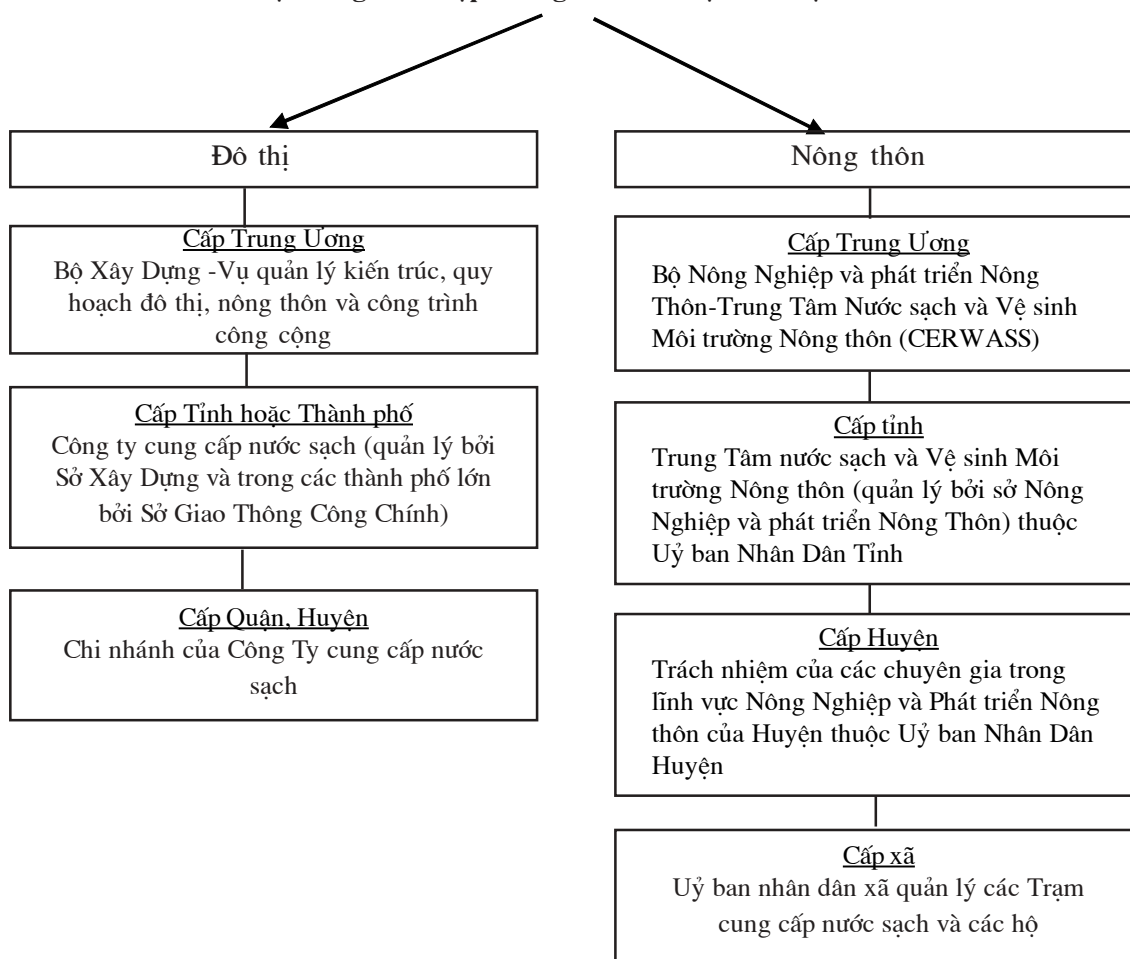 Đô thị
Cấp Trung Ương
Bộ Xây Dựng -Vụ quản lý kiến trúc, quy
hoạch đô thị, nông thôn và công trình
công cộng
Cấp Tỉnh hoặc Thành phố
Công ty cung cấp nước sạch (quản lý bởi
Sở Xây Dựng và trong các thành phố lớn
bởi Sở Giao Thông Công Chính)
Cấp Quận, Huyện
Chi nhánh của Công Ty cung cấp nước
sạch
Nông thôn
Cấp Trung Ương
Bộ Nông Nghiệp và phát triển Nông
Thôn-Trung Tâm Nước sạch và Vệ sinh
Môi trường Nông thôn (CERWASS)
Cấp tỉnh
Trung Tâm nước sạch và Vệ sinh Môi
trường Nông thôn (quản lý bởi sở Nông
Nghiệp và phát triển Nông Thôn) thuộc
Uỷ ban Nhân Dân Tỉnh
Cấp Huyện
Trách nhiệm của các chuyên gia trong
lĩnh vực Nông Nghiệp và Phát triển Nông
thôn của Huyện thuộc Uỷ ban Nhân Dân
Huyện
Cấp xã
Uỷ ban nhân dân xã quản lý các Trạm
cung cấp nước sạch và các hộ